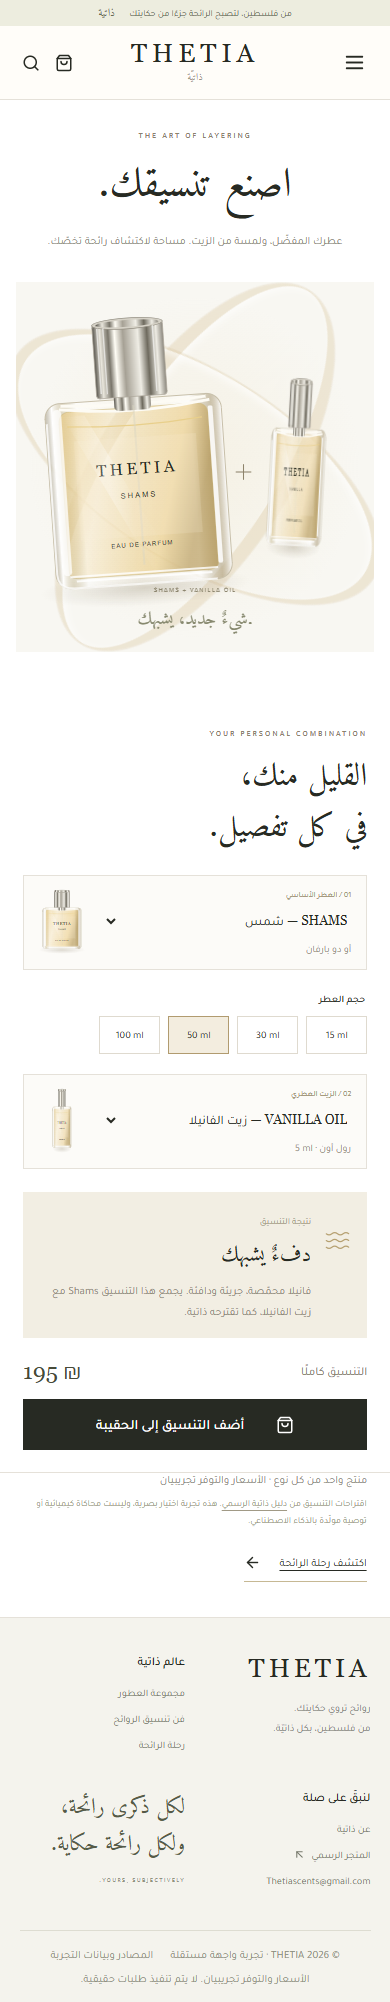 من فلسطين، لتصبح الرائحة جزءًا من حكايتك ذاتيّة
THETIA
ذاتيّة
THE ART OF LAYERING
اصنع تنسيقك.
عطرك المفضّل، ولمسة من الزيت. مساحة لاكتشاف رائحة تخصّك.
THETIA
SHAMS
EAU DE PARFUM
THETIA
VANILLA
SHAMS + VANILLA OIL
شيءٌ جديد، يشبهك.
YOUR PERSONAL COMBINATION
القليل منك،
في كل تفصيل.
01 / العطر الأساسي
SHAMS — شمس
أو دو بارفان
THETIA
حجم العطر
15 ml
30 ml
50 ml
100 ml
02 / الزيت العطري
VANILLA OIL — زيت الفانيلا
رول أون · 5 ml
نتيجة التنسيق
دفءٌ يشبهك
فانيلا محمّصة، جريئة ودافئة. يجمع هذا التنسيق Shams مع
زيت الفانيلا، كما تقترحه ذاتية.
التنسيق كاملًا
195 ₪
أضف التنسيق إلى الحقيبة
منتج واحد من كل نوع · الأسعار والتوفر تجريبيان
اقتراحات التنسيق من دليل ذاتية الرسمي. هذه تجربة اختيار بصرية، وليست محاكاة كيميائية أو
توصية مولّدة بالذكاء الاصطناعي.
اكتشف رحلة الرائحة
THETIA
روائح تروي حكايتك.
من فلسطين، بكل ذاتيّة.
عالم ذاتية
مجموعة العطور
فن تنسيق الروائح
رحلة الرائحة
لنبقَ على صلة
عن ذاتية
المتجر الرسمي
Thetiascents@gmail.com
لكل ذكرى رائحة،
ولكل رائحة حكاية.
YOURS, SUBJECTIVELY.
© 2026 THETIA · تجربة واجهة مستقلة المصادر وبيانات التجربة
الأسعار والتوفر تجريبيان. لا يتم تنفيذ طلبات حقيقية.